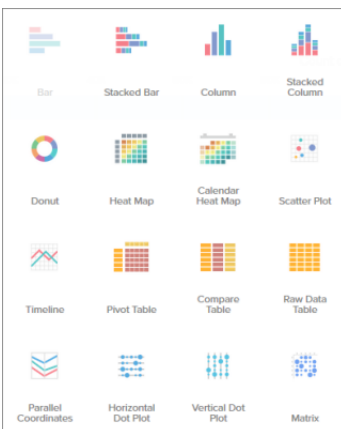 Bar
Stacked Bar
Column
Stacked
Column
Donut
Heat Map
Calendar
Heat Map
Scatter Plot
Timeline
Pivot Table
Compare
Table
Raw Data
Table
Parallel
Coordinates
Horizontal
Dot Plot
Vertical Dot
Plot
Matrix